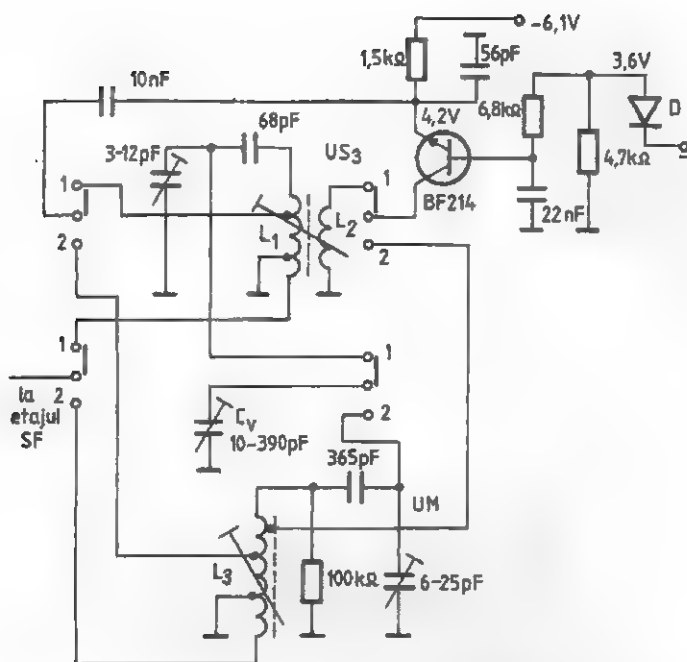 -6,1V
1,5kΩ
56pF
10nF
3,6V
4,2V
6,8kΩ
D
68pF
US3
3-12pF
4,7kΩ
1
1
BF214
22nF
L1
L2
2
2
1
1
la
etajul
SF
2
Cv
10-390pF
2
365pF
UM
L3
100kΩ
6-25pF